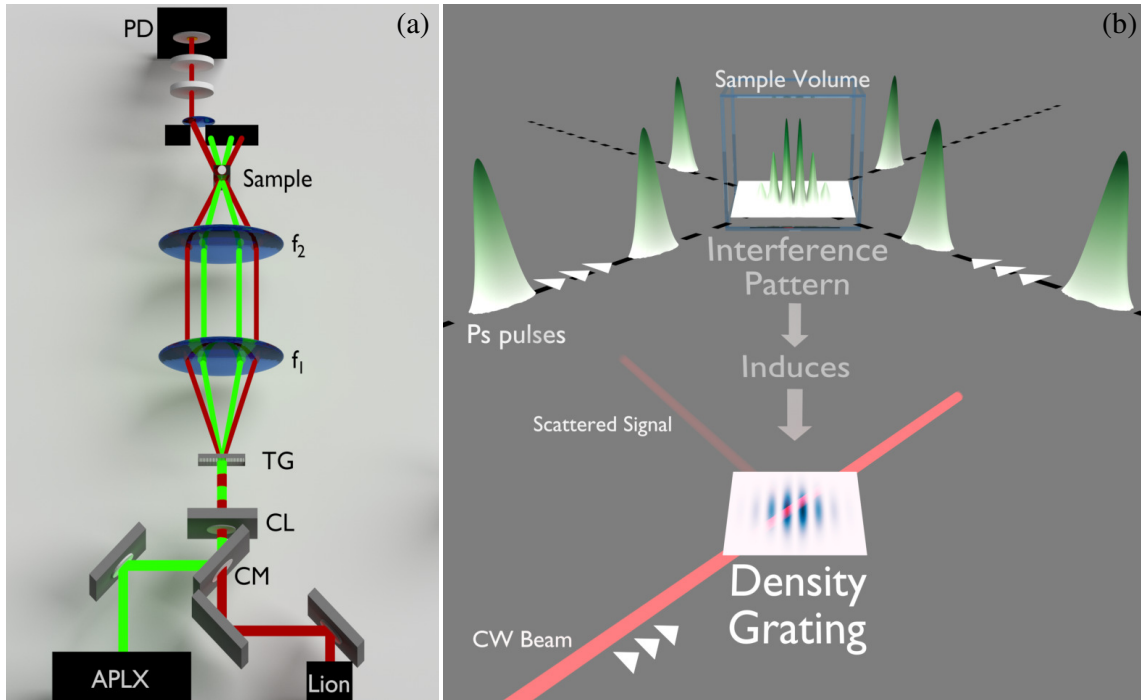 (a)
PD
Sample
f2
f1
TG
CL
CM
APLX
Lion
(b)
Sample Volume
Interference
Pattern
Ps pulses
Induces
Scattered Signal
Density
Grating
CW Beam